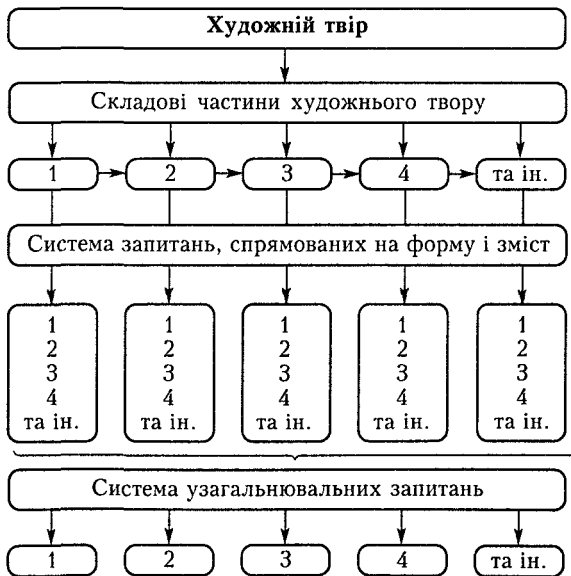 Художній твір
Складові частини художнього твору
1 2 3 4 та ін.
Система запитань, спрямованих на форму і зміст
1 1 1 1 1
2 2 2 2 2
3 3 3 3 3
4 4 4 4 4
та ін. та ін. та ін. та ін. та ін.
Система узагальнювальних запитань
1 2 3 4 та ін.